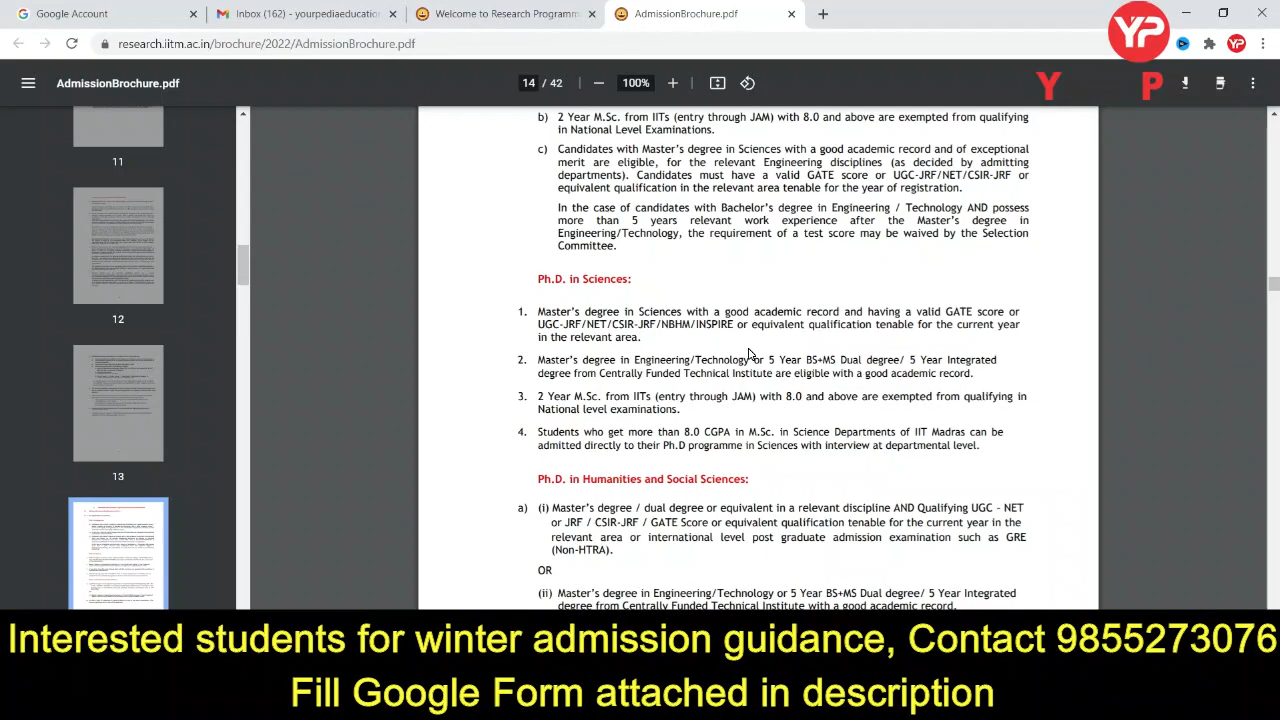 Google Account
Inbox (162) - yourpediaeducation
Welcome to Research Programm
AdmissionBrochure.pdf
YP
research.iitm.ac.in/brochure/2022/AdmissionBrochure.pdf
YP
AdmissionBrochure.pdf
14 / 42
100%
Y P
11
12
13
b) 2 Year M.Sc. from IITs (entry through JAM) with 8.0 and above are exempted from qualifying
in National Level Examinations.
c) Candidates with Master's degree in Sciences with a good academic record and of exceptional
merit are eligible, for the relevant Engineering disciplines (as decided by admitting
departments). Candidates must have a valid GATE score or UGC-JRF/NET/CSIR-JRF or
equivalent qualification in the relevant area tenable for the year of registration.
In the case of candidates with Bachelor's degree in Engineering / Technology AND possess
more than 5 years relevant work experience after the Master's degree in
Engineering/Technology, the requirement of a test score may be waived by the Selection
Committee.
Ph.D. in Sciences:
1. Master's degree in Sciences with a good academic record and having a valid GATE score or
UGC-JRF/NET/CSIR-JRF/NBHM/INSPIRE or equivalent qualification tenable for the current year
in the relevant area.
2. Master's degree in Engineering/Technology or 5 Year BS+MS Dual degree/ 5 Year Integrated
degree from Centrally Funded Technical Institute are eligible with a good academic record.
3. 2 Year M.Sc. from IITs (entry through JAM) with 8.0 and above are exempted from qualifying in
National level examinations.
4. Students who get more than 8.0 CGPA in M.Sc. in Science Departments of IIT Madras can be
admitted directly to their Ph.D programme in Sciences with interview at departmental level.
Ph.D. in Humanities and Social Sciences:
a) (i) Master's degree / dual degree or equivalent in a relevant discipline AND Qualifying UGC - NET
or JRF / CSIR-JRF / GATE Score or equivalent qualification tenable for the current year in the
relevant area or international level post graduate admission examination such as GRE
(Non-HTRA).
OR
(ii) Master's degree in Engineering/Technology or 5 Year BS+MS Dual degree/ 5 Year Integrated
degree from Centrally Funded Technical Institute with a good academic record.
Interested students for winter admission guidance, Contact 9855273076
Fill Google Form attached in description